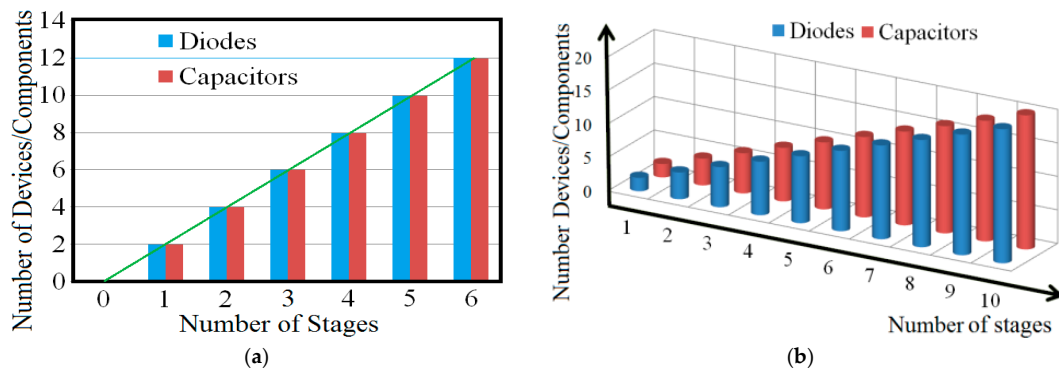 Number of Devices/Components
14
12
10
8
6
4
2
0
Diodes
Capacitors
0 1 2 3 4 5 6
Number of Stages
(a)
Number Devices/Components
20
15
10
5
0
Diodes Capacitors
1 2 3 4 5 6 7 8 9 10
Number of stages
(b)